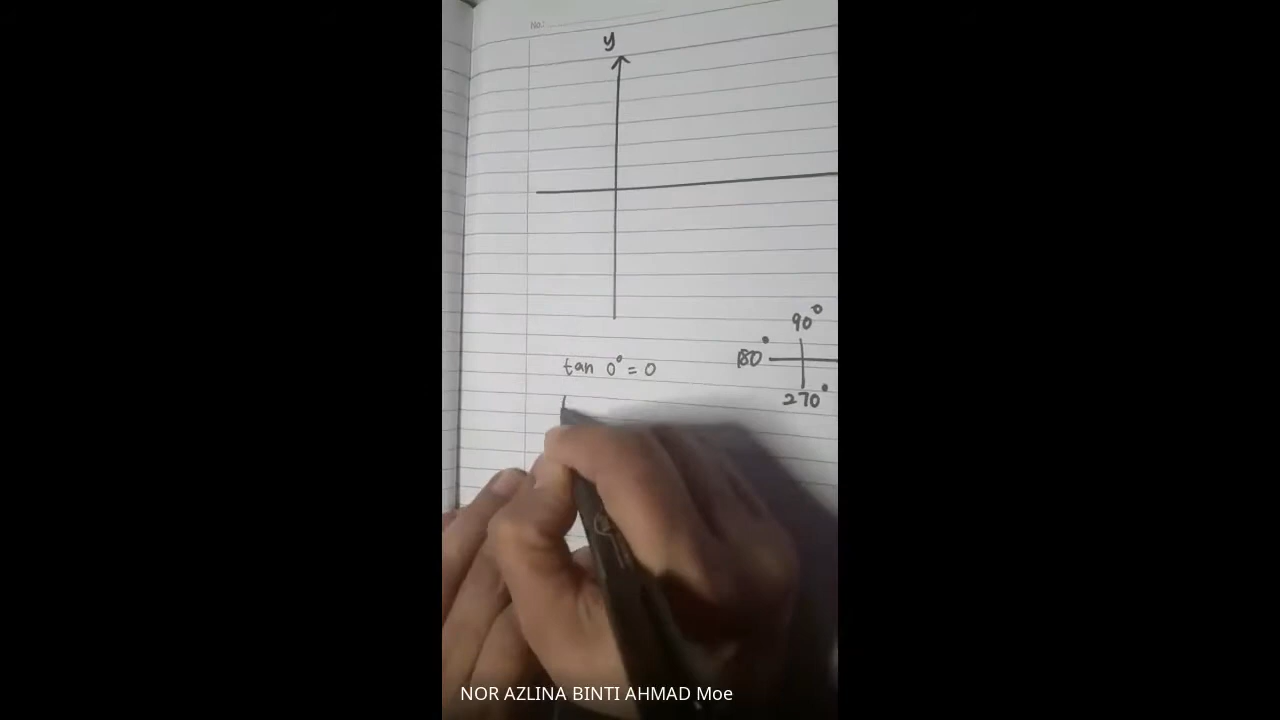 No.:
y
90°
180°
270°
tan 0° = 0
NOR AZLINA BINTI AHMAD Moe